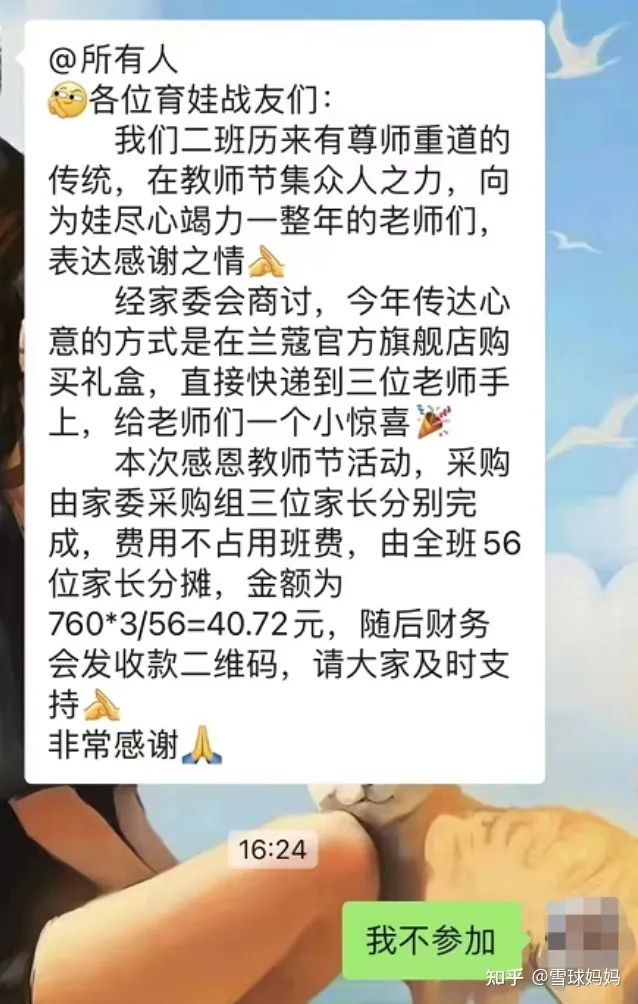 @所有人
各位育娃战友们：
我们二班历来有尊师重道的
传统，在教师节集众人之力，向
为娃尽心竭力一整年的老师们，
表达感谢之情
经家委会商讨，今年传达心
意的方式是在兰蔻官方旗舰店购
买礼盒，直接快递到三位老师手
上，给老师们一个小惊喜
本次感恩教师节活动，采购
由家委采购组三位家长分别完
成，费用不占用班费，由全班56
位家长分摊，金额为
760*3/56=40.72元，随后财务
会发收款二维码，请大家及时支
持
非常感谢
16:24
我不参加
知乎 @雪球妈妈